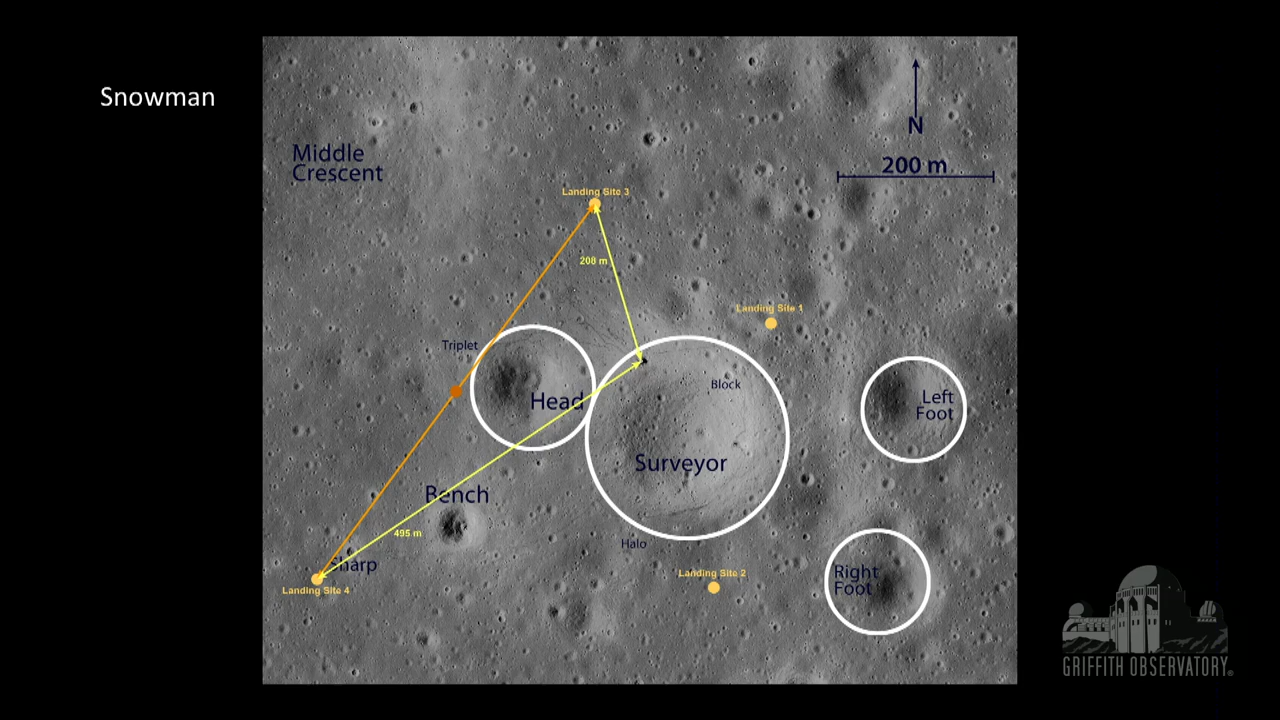 Snowman
Middle
Crescent
N
200 m
Landing Site 3
208 m
Landing Site 1
Triplet
Block
Head
Left
Foot
Surveyor
Bench
495 m
Halo
Sharp
Landing Site 4
Landing Site 2
Right
Foot
GRIFFITH OBSERVATORY®